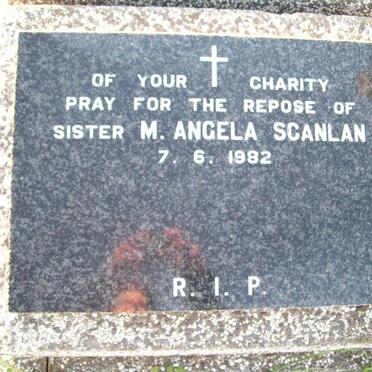 OF YOUR CHARITY
PRAY FOR THE REPOSE OF
SISTER M. ANGELA SCANLAN
7. 6. 1982
R. I. P.